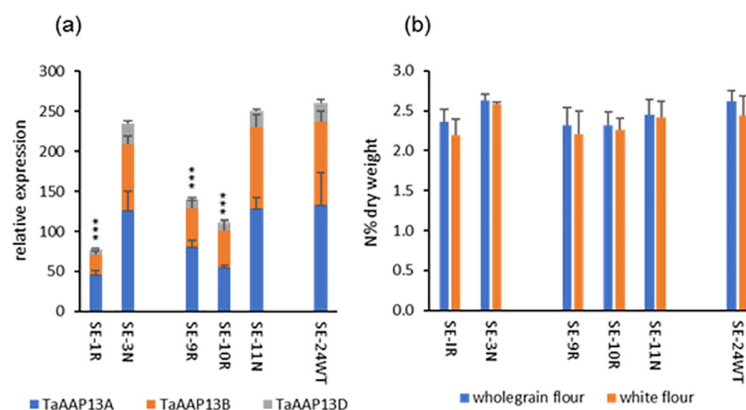 (a)
relative expression
300
250
200
150
100
50
0
***
***
***
SE-1R
SE-3N
SE-9R
SE-10R
SE-11N
SE-24WT
TaAAP13A TaAAP13B TaAAP13D
(b)
N% dry weight
3.0
2.5
2.0
1.5
1.0
0.5
0.0
SE-IR
SE-3N
SE-9R
SE-10R
SE-11N
SE-24WT
wholegrain flour white flour